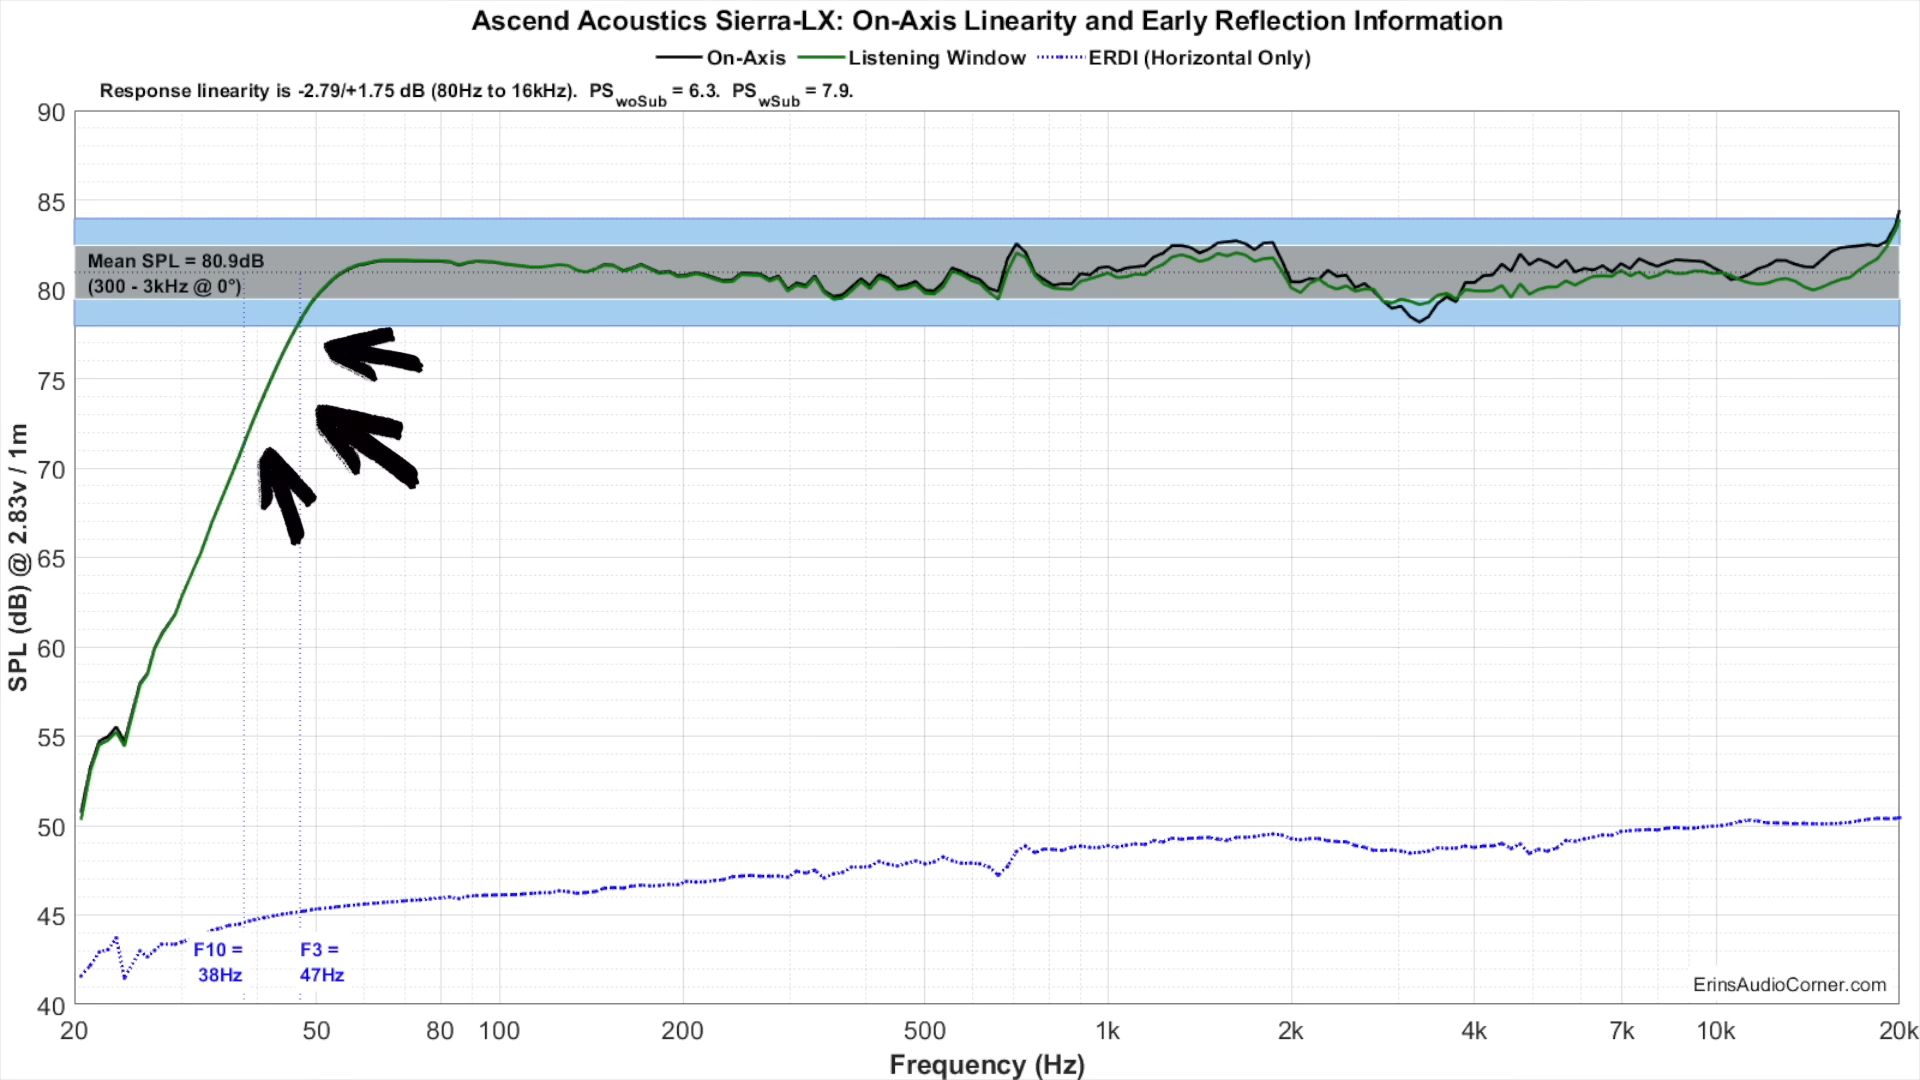 Ascend Acoustics Sierra-LX: On-Axis Linearity and Early Reflection Information
On-Axis Listening Window ERDI (Horizontal Only)
Response linearity is -2.79/+1.75 dB (80Hz to 16kHz). PS woSub = 6.3. PS wSub = 7.9.
90
85
Mean SPL = 80.9dB
(300 - 3kHz @ 0°)
80
75
70
65
60
55
50
45
40
SPL (dB) @ 2.83v / 1m
F10 =
38Hz
F3 =
47Hz
ErinsAudioCorner.com
20 50 80 100 200 500 1k 2k 4k 7k 10k 20k
Frequency (Hz)